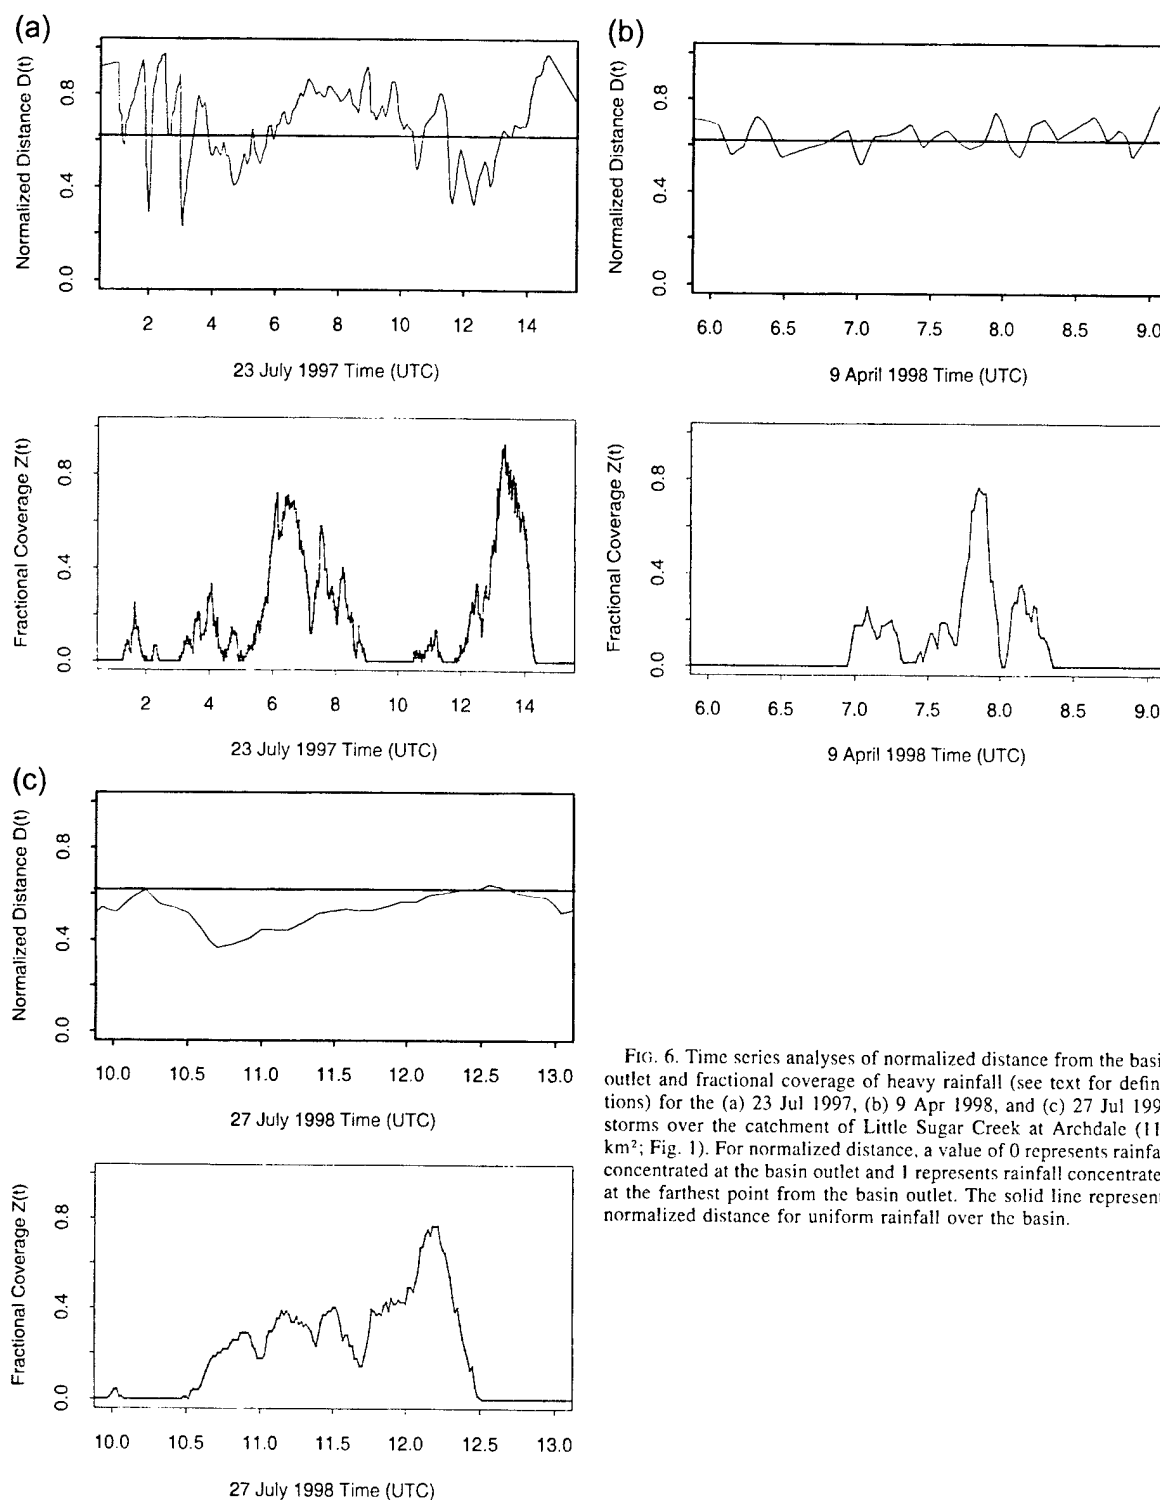 (a)
Normalized Distance D(t)
0.8
0.4
0.0
2 4 6 8 10 12 14
23 July 1997 Time (UTC)
Fractional Coverage Z(t)
0.8
0.4
0.0
2 4 6 8 10 12 14
23 July 1997 Time (UTC)
(b)
Normalized Distance D(t)
0.8
0.4
0.0
6.0 6.5 7.0 7.5 8.0 8.5 9.0
9 April 1998 Time (UTC)
Fractional Coverage Z(t)
0.8
0.4
0.0
6.0 6.5 7.0 7.5 8.0 8.5 9.0
9 April 1998 Time (UTC)
(c)
Normalized Distance D(t)
0.8
0.4
0.0
10.0 10.5 11.0 11.5 12.0 12.5 13.0
27 July 1998 Time (UTC)
Fractional Coverage Z(t)
0.8
0.4
0.0
10.0 10.5 11.0 11.5 12.0 12.5 13.0
27 July 1998 Time (UTC)
FIG. 6. Time series analyses of normalized distance from the basi
outlet and fractional coverage of heavy rainfall (see text for defin
tions) for the (a) 23 Jul 1997, (b) 9 Apr 1998, and (c) 27 Jul 199
storms over the catchment of Little Sugar Creek at Archdale (11
km²; Fig. 1). For normalized distance, a value of 0 represents rainfa
concentrated at the basin outlet and 1 represents rainfall concentrate
at the farthest point from the basin outlet. The solid line represent
normalized distance for uniform rainfall over the basin.